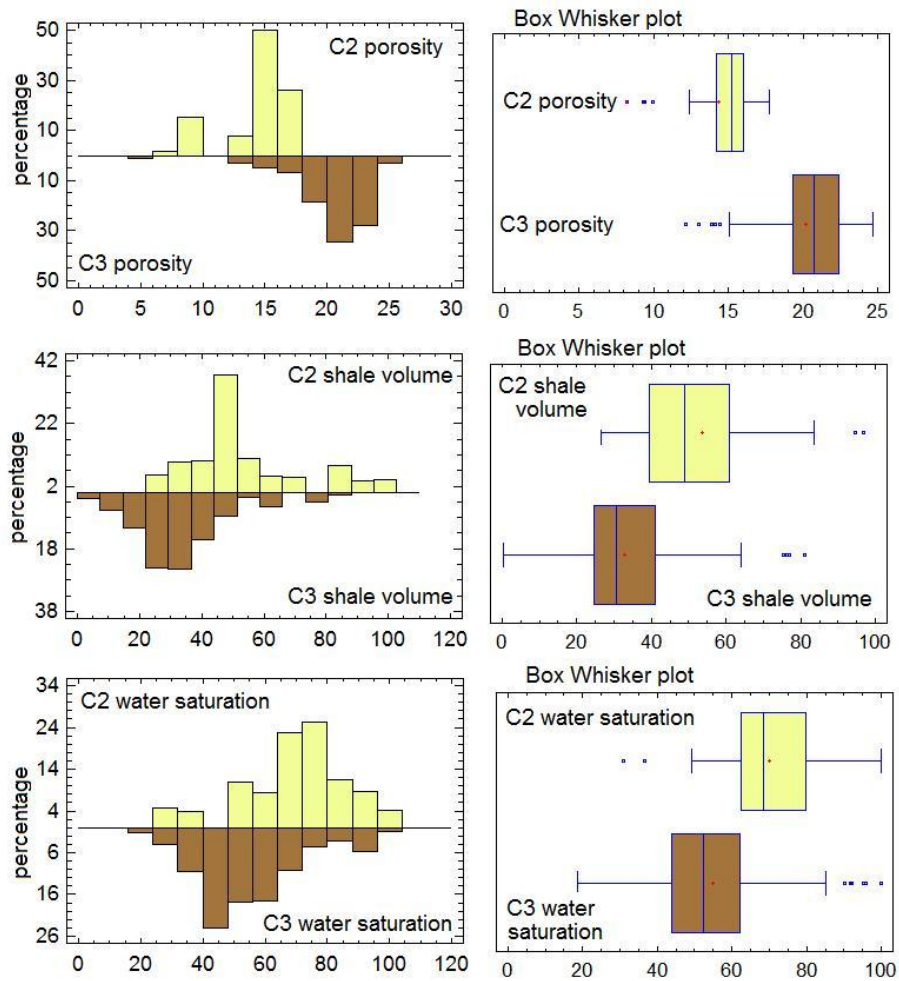 Box Whisker plot
50
C2 porosity
30
10
percentage
10
30
C3 porosity
50
0 5 10 15 20 25 30
C2 porosity
C3 porosity
0 5 10 15 20 25
Box Whisker plot
42
C2 shale volume
22
2
percentage
18
38
C3 shale volume
0 20 40 60 80 100 120
C2 shale
volume
C3 shale volume
0 20 40 60 80 100
Box Whisker plot
34
C2 water saturation
24
14
4
percentage
6
16
26
C3 water saturation
0 20 40 60 80 100 120
C2 water saturation
C3 water
saturation
0 20 40 60 80 100